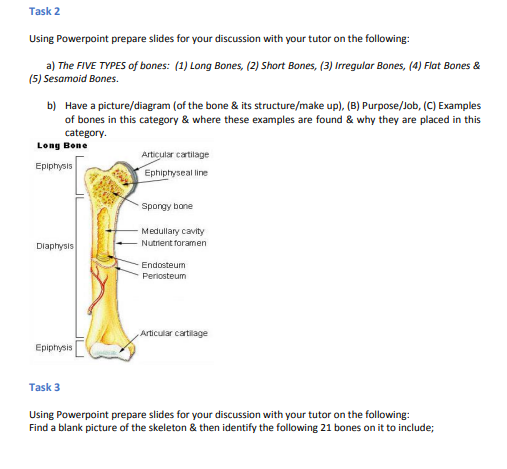 Task 2
Using Powerpoint prepare slides for your discussion with your tutor on the following:
a) The FIVE TYPES of bones: (1) Long Bones, (2) Short Bones, (3) Irregular Bones, (4) Flat Bones &
(5) Sesamoid Bones.
b) Have a picture/diagram (of the bone & its structure/make up), (B) Purpose/Job, (C) Examples
of bones in this category & where these examples are found & why they are placed in this
category.
Long Bone
Articular cartilage
Epiphysis
Ephiphyseal line
Spongy bone
Medullary cavity
Diaphysis
Nutrient foramen
Endosteum
Periosteum
Articular cartilage
Epiphysis
Task 3
Using Powerpoint prepare slides for your discussion with your tutor on the following:
Find a blank picture of the skeleton & then identify the following 21 bones on it to include;